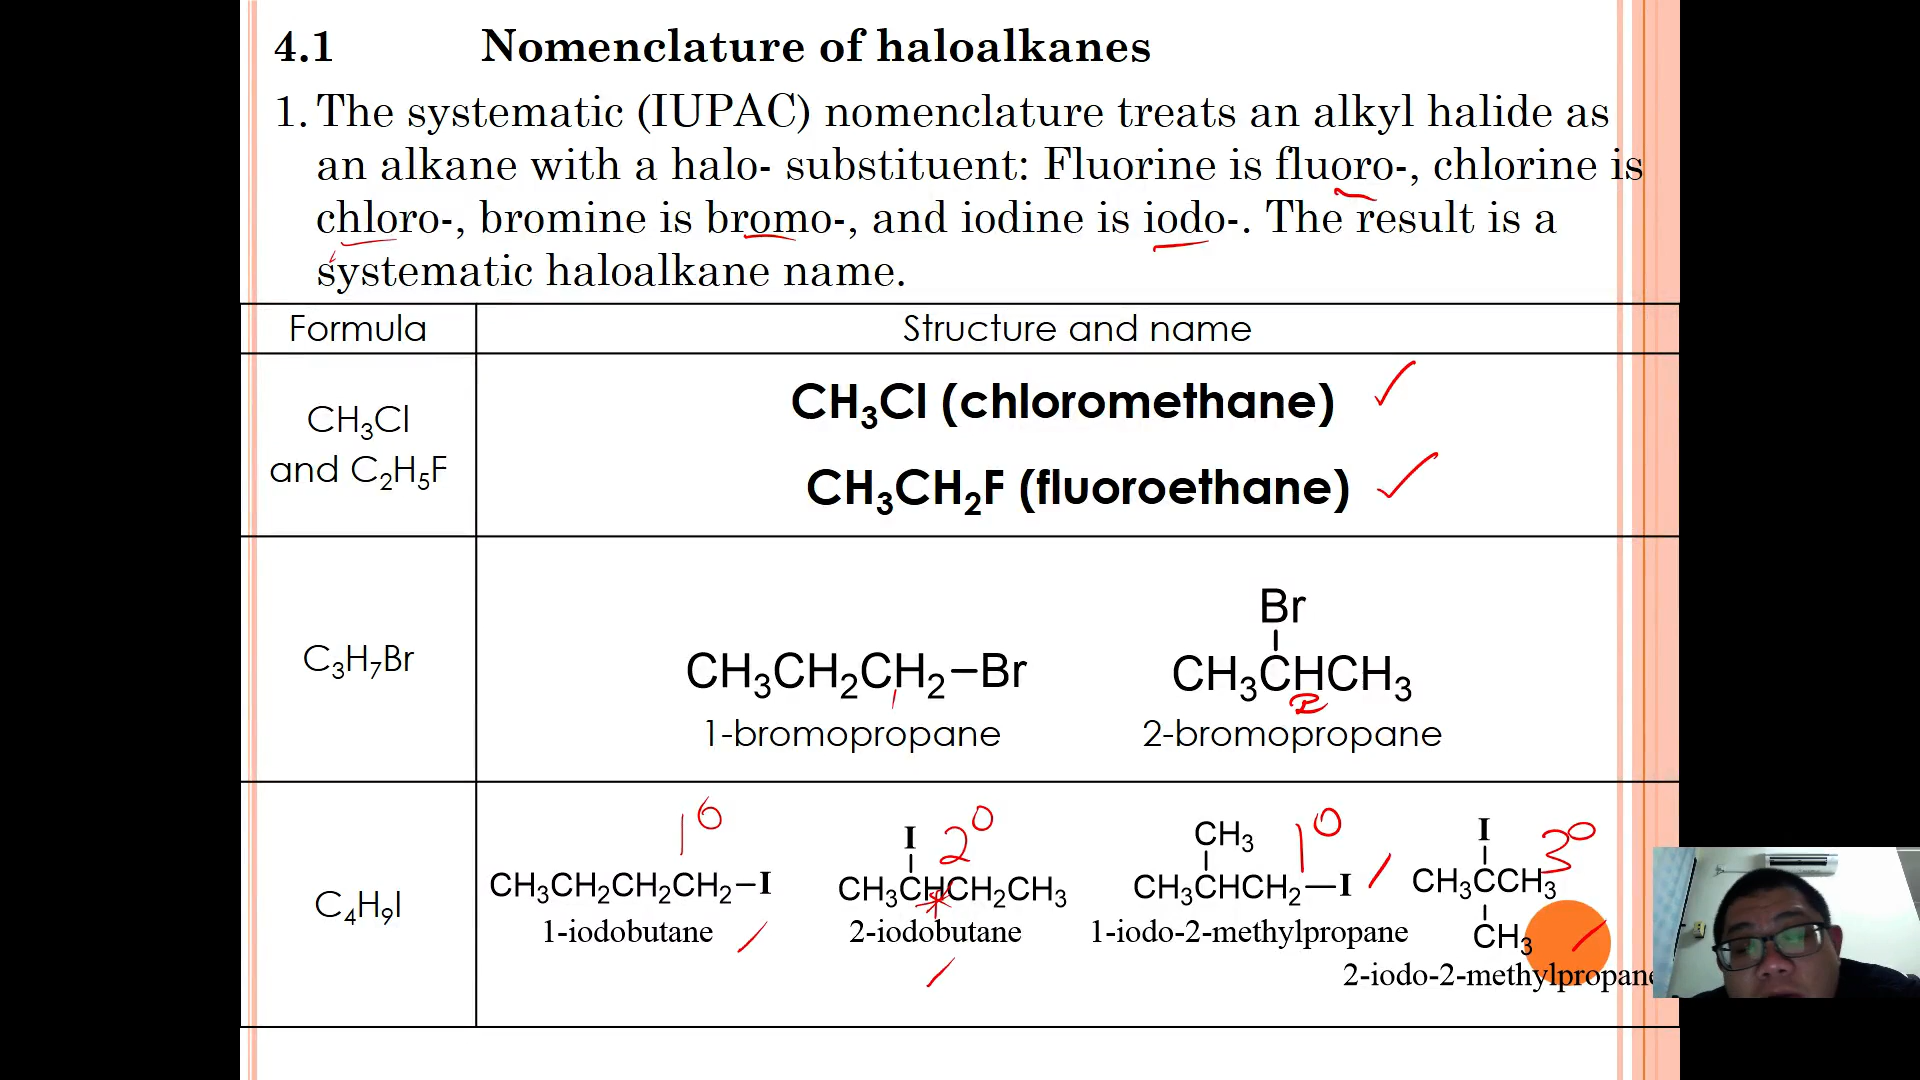 4.1 Nomenclature of haloalkanes
1. The systematic (IUPAC) nomenclature treats an alkyl halide as
an alkane with a halo- substituent: Fluorine is fluoro-, chlorine is
chloro-, bromine is bromo-, and iodine is iodo-. The result is a
systematic haloalkane name.
Formula Structure and name
CH₃Cl
and C₂H₅F
CH₃Cl (chloromethane)
CH₃CH₂F (fluoroethane)
C₃H₇Br
CH₃CH₂CH₂–Br
1
1-bromopropane
Br
CH₃CHCH₃
2
2-bromopropane
C₄H₉I
1°
CH₃CH₂CH₂CH₂–I
1-iodobutane
I 2°
CH₃CHCH₂CH₃
*
2-iodobutane
CH₃ 1°
CH₃CHCH₂–I
1-iodo-2-methylpropane
I 3°
CH₃CCH₃
CH₃
2-iodo-2-methylpropane